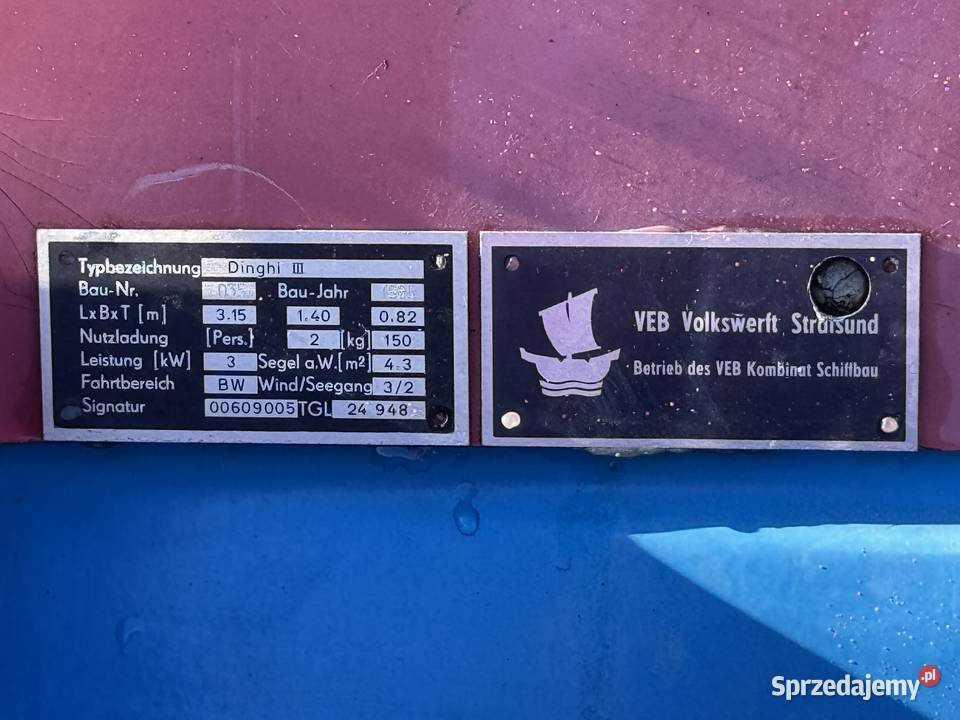 Typbezeichnung Dinghi III
Bau-Nr. Bau-Jahr
LxBxT [m] 3.15 1.40 0.82
Nutzladung [Pers.] 2 [kg] 150
Leistung [kW] 3 Segel a.W. [m²] 4.3
Fahrtbereich BW Wind/Seegang 3/2
Signatur 00609005 TGL 24 948
VEB Volkswerft Stralsund
Betrieb des VEB Kombinat Schiffbau
Sprzedajemy.pl